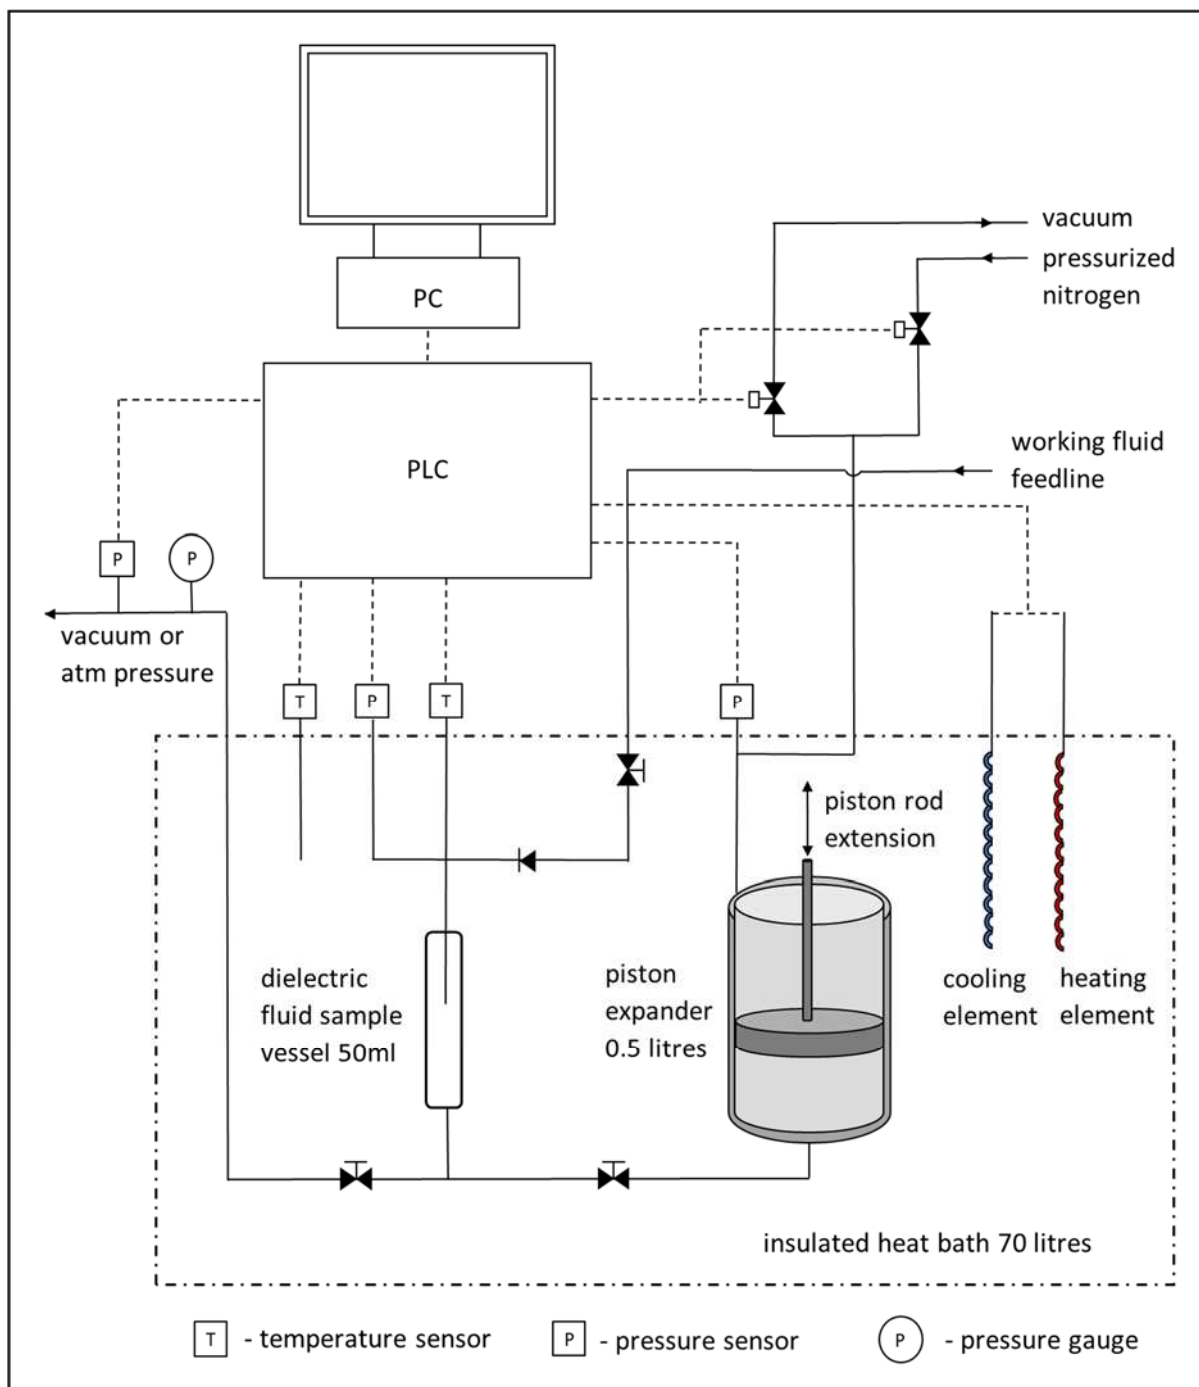 PC
vacuum
pressurized
nitrogen
PLC
working fluid
feedline
P
P
vacuum or
atm pressure
T
P
T
P
piston rod
extension
dielectric
fluid sample
vessel 50ml
piston
expander
0.5 litres
cooling
element
heating
element
insulated heat bath 70 litres
T - temperature sensor
P - pressure sensor
P - pressure gauge